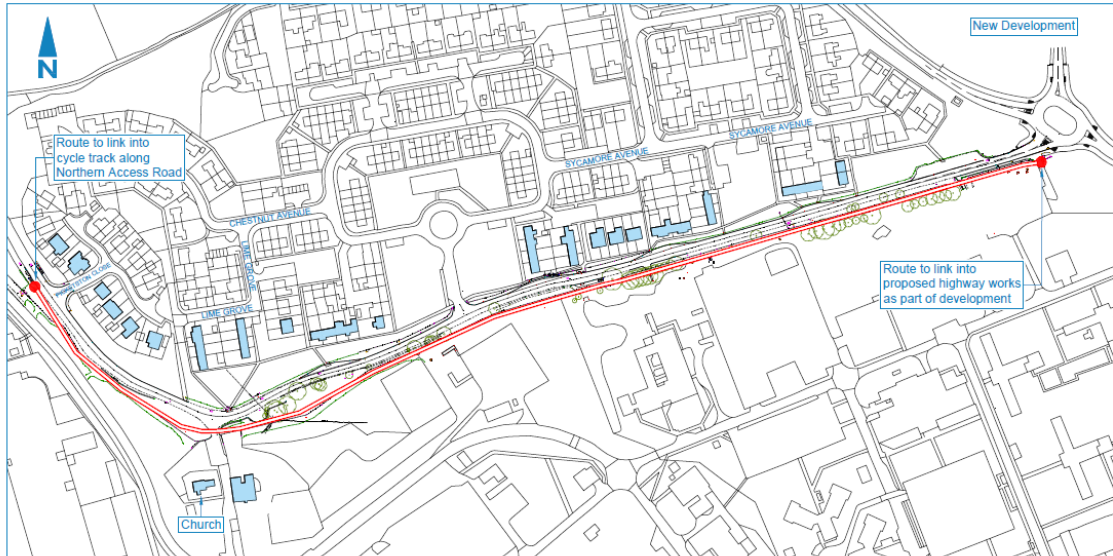 New Development
N
Route to link into
cycle track along
Northern Access Road
SYCAMORE AVENUE
SYCAMORE AVENUE
CHESTNUT AVENUE
LIME GROVE
CLOSE
LIME GROVE
Route to link into
proposed highway works
as part of development
Church